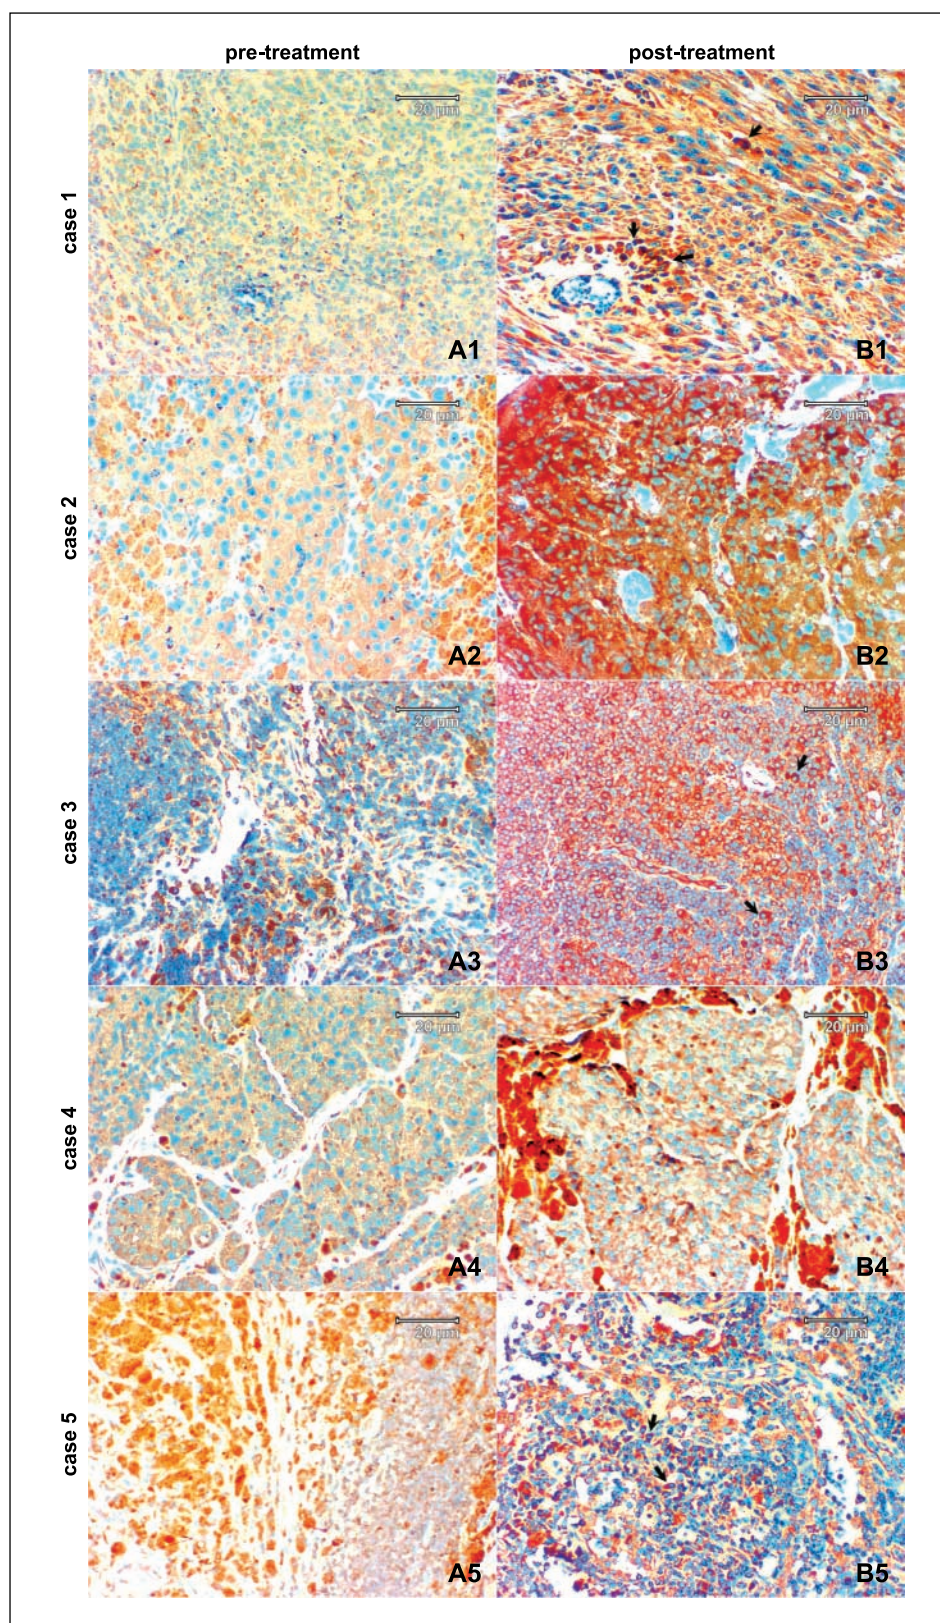 pre-treatment post-treatment
case 1
20 µm
20 µm
A1
B1
case 2
20 µm
20 µm
A2
B2
case 3
20 µm
20 µm
A3
B3
case 4
20 µm
20 µm
A4
B4
case 5
20 µm
20 µm
A5
B5